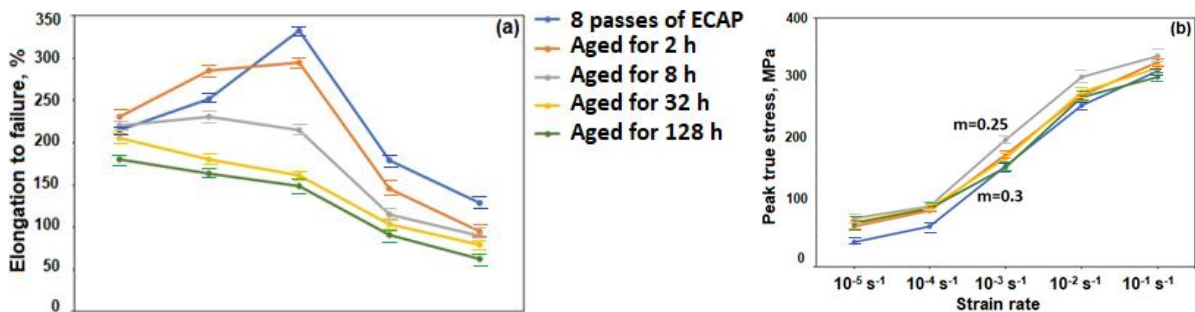 Elongation to failure, %
350
300
250
200
150
100
50
0
(a)
8 passes of ECAP
Aged for 2 h
Aged for 8 h
Aged for 32 h
Aged for 128 h
Peak true stress, MPa
400
300
200
100
0
(b)
m=0.25
m=0.3
10-5 s-1 10-4 s-1 10-3 s-1 10-2 s-1 10-1 s-1
Strain rate